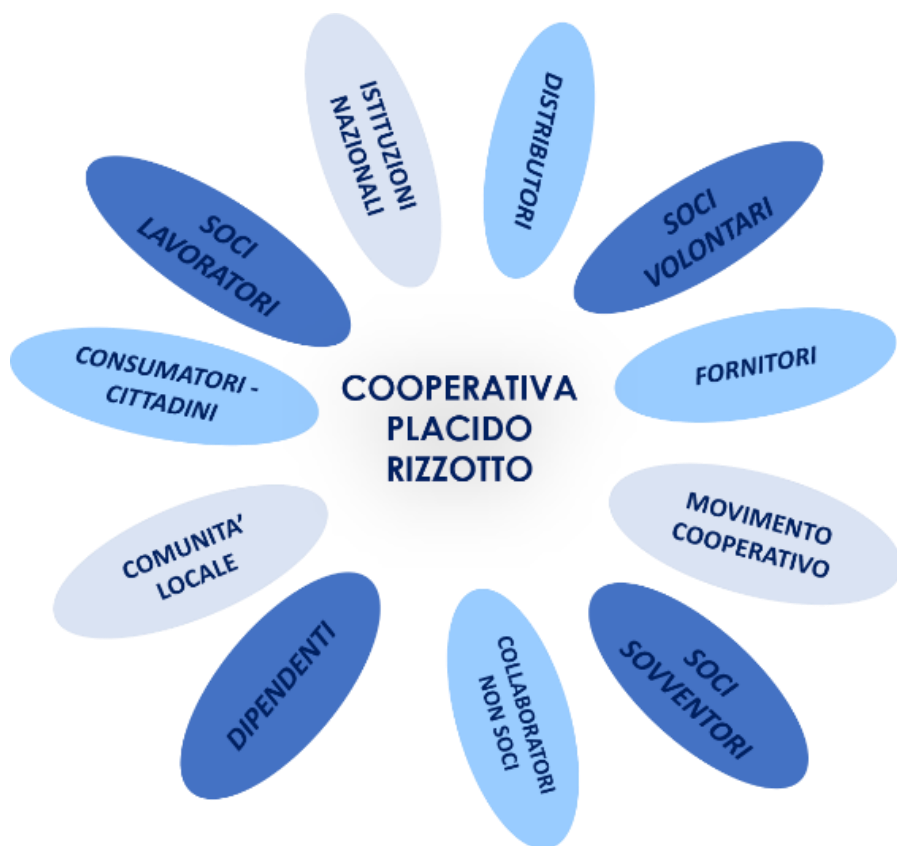 ISTITUZIONI
NAZIONALI
DISTRIBUTORI
SOCI
VOLONTARI
FORNITORI
MOVIMENTO
COOPERATIVO
SOCI
SOVVENTORI
COLLABORATORI
NON SOCI
DIPENDENTI
COMUNITA'
LOCALE
CONSUMATORI -
CITTADINI
SOCI
LAVORATORI
COOPERATIVA
PLACIDO
RIZZOTTO